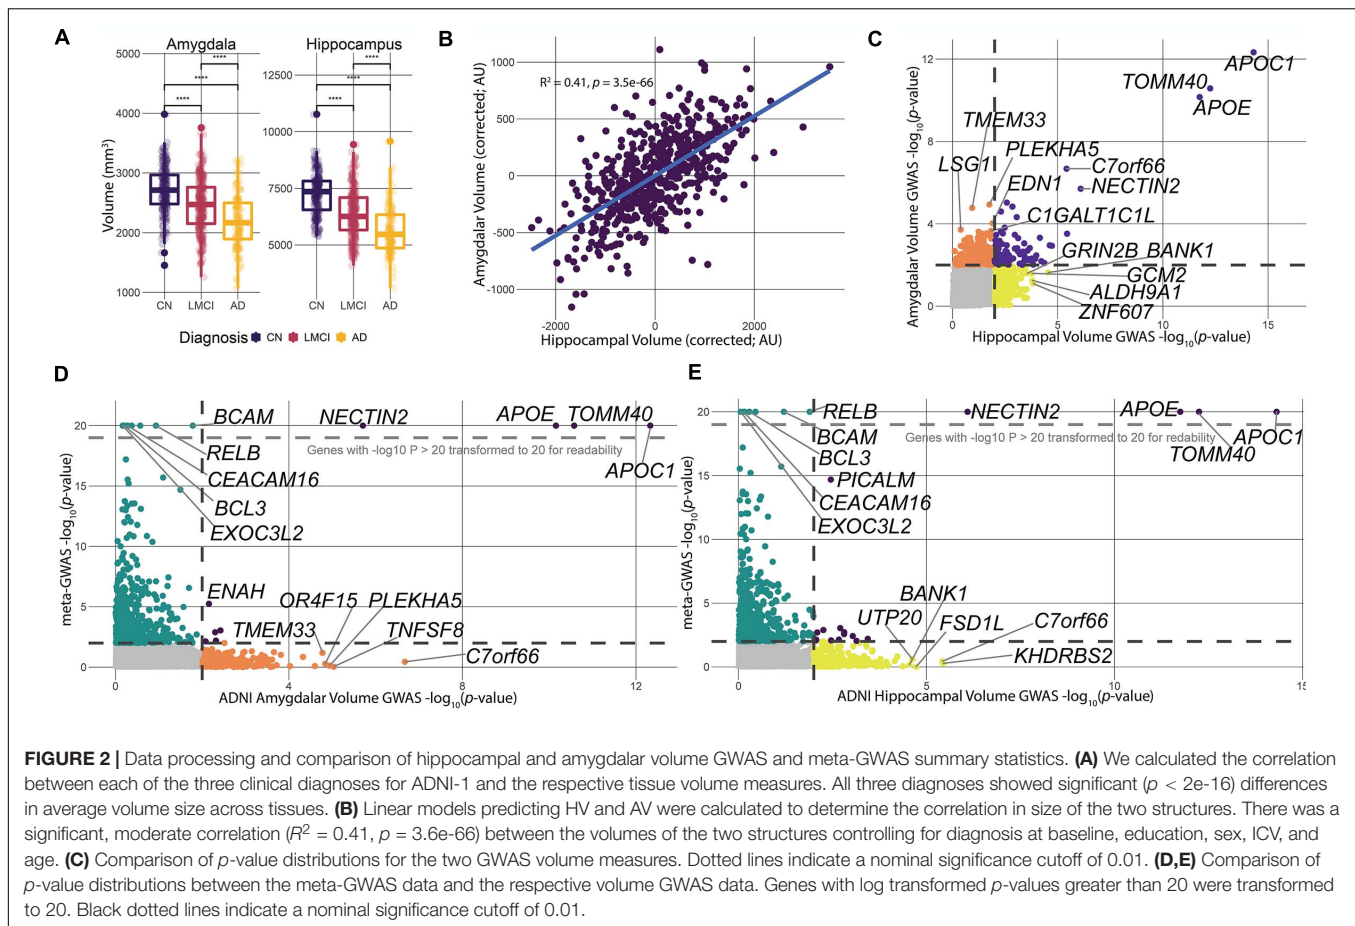 A
Amygdala
Hippocampus
5000
4000
3000
2000
1000
Volume (mm³)
****
****
****
12500
10000
7500
5000
****
****
****
CN LMCI AD
CN LMCI AD
Diagnosis CN LMCI AD
B
R² = 0.41, p = 3.5e-66
1000
500
0
-500
-1000
Amygdalar Volume (corrected; AU)
-2000 0 2000
Hippocampal Volume (corrected; AU)
C
12
8
4
0
Amygdalar Volume GWAS -log₁₀(p-value)
APOC1
TOMM40
APOE
TMEM33
PLEKHA5
LSG1
C7orf66
EDN1
NECTIN2
C1GALT1C1L
GRIN2B BANK1
GCM2
ALDH9A1
ZNF607
0 5 10 15
Hippocampal Volume GWAS -log₁₀(p-value)
D
20
15
10
5
0
meta-GWAS -log₁₀(p-value)
BCAM
NECTIN2
APOE TOMM40
RELB
Genes with -log10 P > 20 transformed to 20 for readability
APOC1
CEACAM16
BCL3
EXOC3L2
ENAH
OR4F15 PLEKHA5
TMEM33
TNFSF8
C7orf66
0 4 8 12
ADNI Amygdalar Volume GWAS -log₁₀(p-value)
E
20
15
10
5
0
meta-GWAS -log₁₀(p-value)
RELB
NECTIN2
APOE
BCAM
Genes with -log10 P > 20 transformed to 20 for readability
APOC1
BCL3
TOMM40
PICALM
CEACAM16
EXOC3L2
BANK1
UTP20
FSD1L
C7orf66
KHDRBS2
0 5 10 15
ADNI Hippocampal Volume GWAS -log₁₀(p-value)
FIGURE 2 | Data processing and comparison of hippocampal and amygdalar volume GWAS and meta-GWAS summary statistics. (A) We calculated the correlation
between each of the three clinical diagnoses for ADNI-1 and the respective tissue volume measures. All three diagnoses showed significant (p < 2e-16) differences
in average volume size across tissues. (B) Linear models predicting HV and AV were calculated to determine the correlation in size of the two structures. There was a
significant, moderate correlation (R² = 0.41, p = 3.6e-66) between the volumes of the two structures controlling for diagnosis at baseline, education, sex, ICV, and
age. (C) Comparison of p-value distributions for the two GWAS volume measures. Dotted lines indicate a nominal significance cutoff of 0.01. (D,E) Comparison of
p-value distributions between the meta-GWAS data and the respective volume GWAS data. Genes with log transformed p-values greater than 20 were transformed
to 20. Black dotted lines indicate a nominal significance cutoff of 0.01.